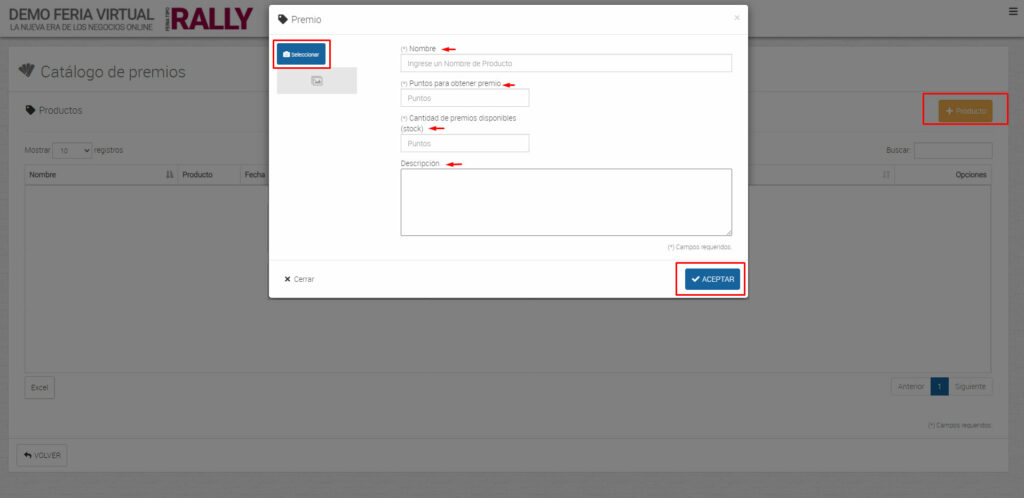 DEMO FERIA VIRTUAL
LA NUEVA ERA DE LOS NEGOCIOS ONLINE
RALLY
Premio
×
Seleccionar
(*) Nombre
Ingrese un Nombre de Producto
(*) Puntos para obtener premio
Puntos
(*) Cantidad de premios disponibles
(stock)
Puntos
Descripción
(*) Campos requeridos.
Cerrar
ACEPTAR
Catálogo de premios
Productos
+ Producto
Mostrar 10 registros
Buscar:
Nombre Producto Fecha Opciones
Excel
Anterior 1 Siguiente
(*) Campos requeridos.
VOLVER